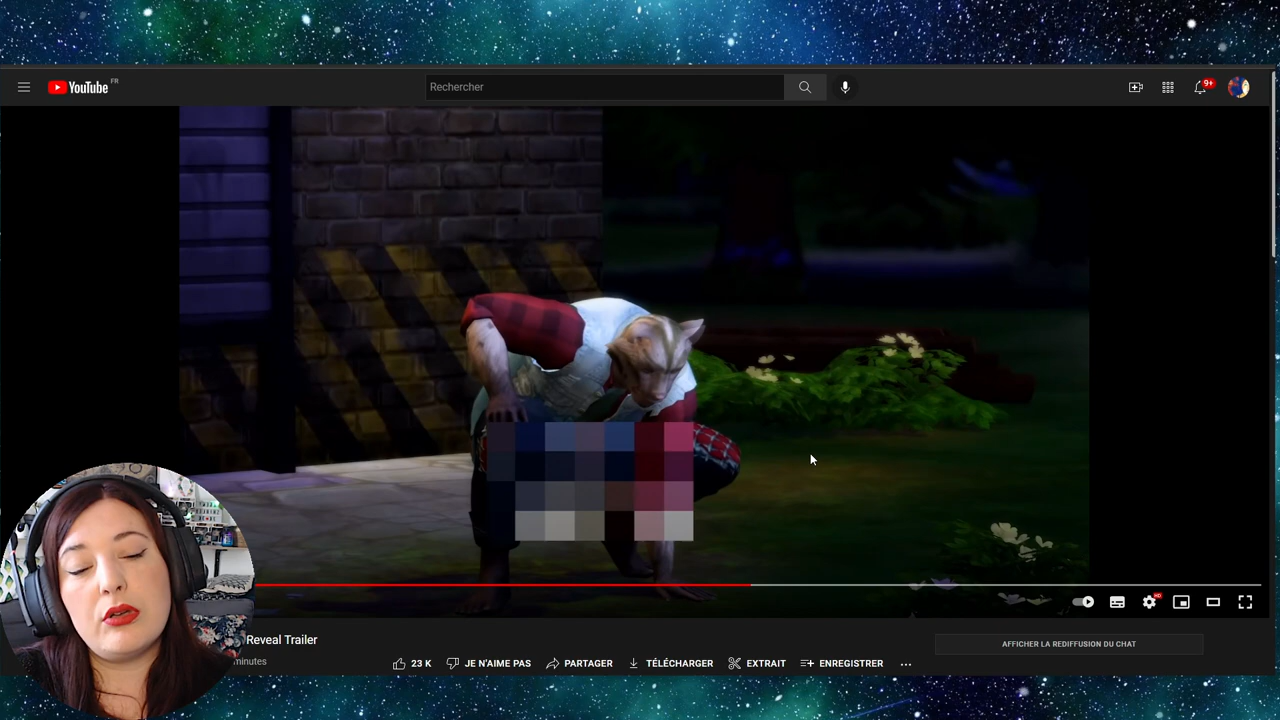 YouTube FR
Rechercher
9+
HD
Reveal Trailer
AFFICHER LA REDIFFUSION DU CHAT
minutes
23 K
JE N'AIME PAS
PARTAGER
TÉLÉCHARGER
EXTRAIT
ENREGISTRER